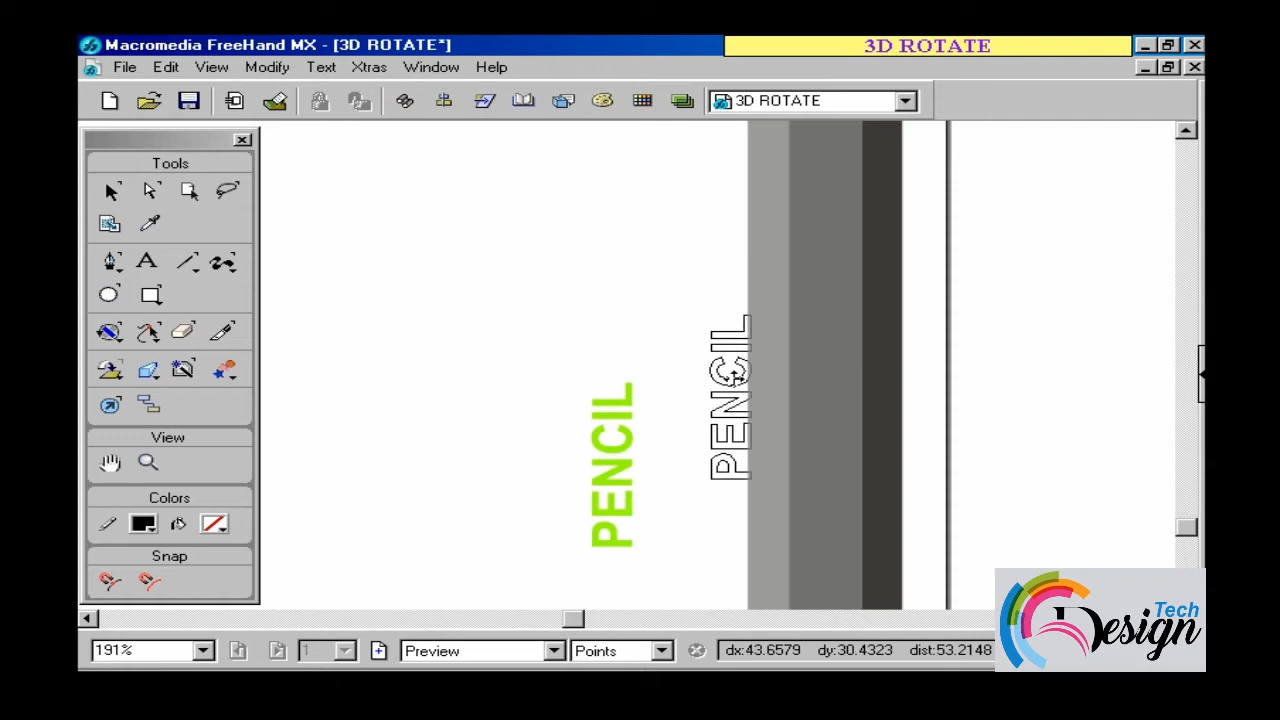 Macromedia FreeHand MX - [3D ROTATE*]
3D ROTATE
File Edit View Modify Text Xtras Window Help
3D ROTATE
Tools
A
PENCIL
PENCIL
View
Colors
Snap
191%
1
Preview
Points
dx:43.6579 dy:30.4323 dist:53.2148
Tech
Design